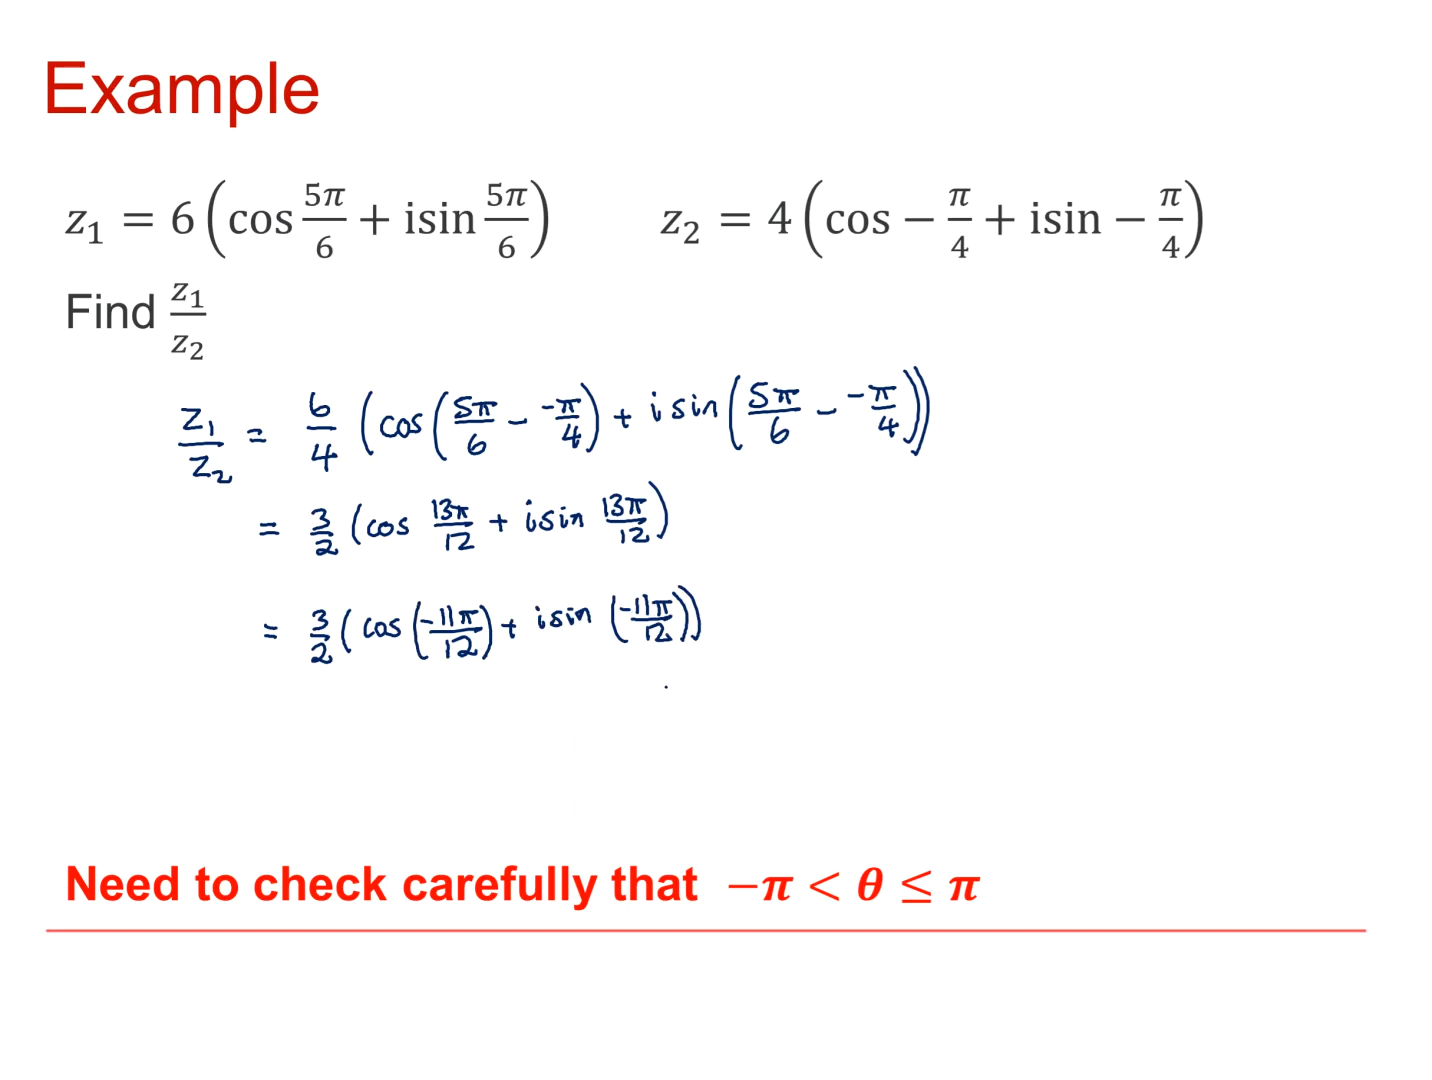 Example
z₁ = 6 (cos 5π/6 + isin 5π/6)    z₂ = 4 (cos − π/4 + isin − π/4)
Find z₁/z₂
z₁/z₂ = 6/4 (cos (5π/6 − -π/4) + i sin (5π/6 − -π/4))
= 3/2 (cos 13π/12 + isin 13π/12)
= 3/2 (cos (-11π/12) + isin (-11π/12))
Need to check carefully that −π < θ ≤ π